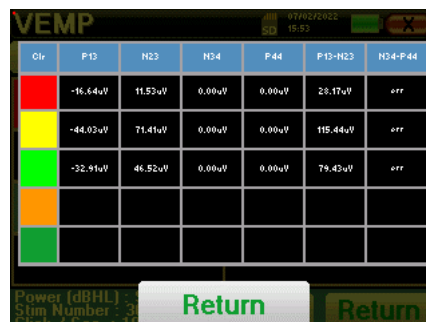 VEMP
SD
07/02/2022
15:53
X
Clr P13 N23 N34 P44 P13-N23 N34-P44
-16.64uV 11.53uV 0.00uV 0.00uV 28.17uV err
-44.03uV 71.41uV 0.00uV 0.00uV 115.44uV err
-32.91uV 46.52uV 0.00uV 0.00uV 79.43uV err
Power (dBHL) :
Stim Number : 3
Return
Return